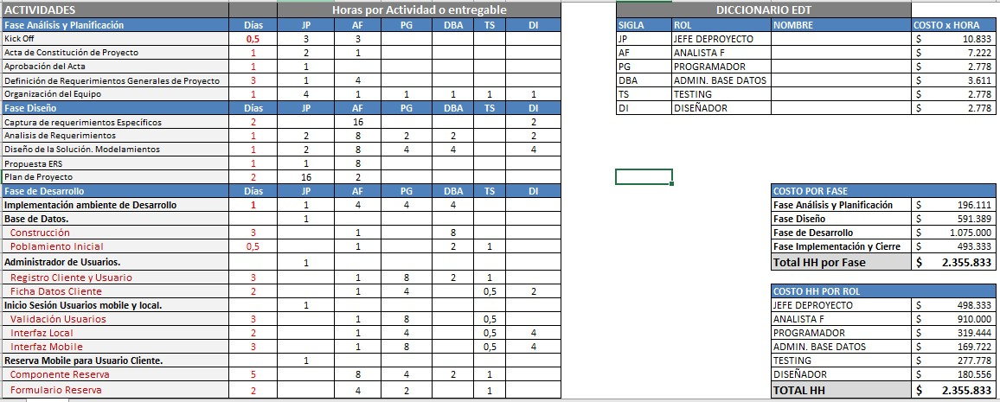 ACTIVIDADES Horas por Actividad o entregable
Fase Análisis y Planificación Días JP AF PG DBA TS DI
Kick Off 0,5 3 3
Acta de Constitución de Proyecto 1 2 1
Aprobación del Acta 1 1
Definición de Requerimientos Generales de Proyecto 3 1 4
Organización del Equipo 1 4 1 1 1 1 1
Fase Diseño Días JP AF PG DBA TS DI
Captura de requerimientos Específicos 2 16 2
Analisis de Requerimientos 1 2 8 2 2 2
Diseño de la Solución. Modelamientos 1 2 8 4 4 4
Propuesta ERS 1 1 8
Plan de Proyecto 2 16 2
Fase de Desarrollo Días JP AF PG DBA TS DI
Implementación ambiente de Desarrollo 1 1 4 4 4
Base de Datos. 1
Construcción 3 1 8
Poblamiento Inicial 0,5 1 2 1
Administrador de Usuarios. 1
Registro Cliente y Usuario 3 1 8 2 1
Ficha Datos Cliente 2 1 4 0,5 2
Inicio Sesión Usuarios mobile y local. 1
Validación Usuarios 3 1 8 0,5
Interfaz Local 2 1 4 0,5 4
Interfaz Mobile 3 1 8 0,5 4
Reserva Mobile para Usuario Cliente. 1
Componente Reserva 5 8 4 2 1
Formulario Reserva 2 4 2 1
DICCIONARIO EDT
SIGLA ROL NOMBRE COSTO x HORA
JP JEFE DEPROYECTO $ 10.833
AF ANALISTA F $ 7.222
PG PROGRAMADOR $ 2.778
DBA ADMIN. BASE DATOS $ 3.611
TS TESTING $ 2.778
DI DISEÑADOR $ 2.778
COSTO POR FASE
Fase Análisis y Planificación $ 196.111
Fase Diseño $ 591.389
Fase de Desarrollo $ 1.075.000
Fase Implementación y Cierre $ 493.333
Total HH por Fase $ 2.355.833
COSTO HH POR ROL
JEFE DEPROYECTO $ 498.333
ANALISTA F $ 910.000
PROGRAMADOR $ 319.444
ADMIN. BASE DATOS $ 169.722
TESTING $ 277.778
DISEÑADOR $ 180.556
TOTAL HH $ 2.355.833